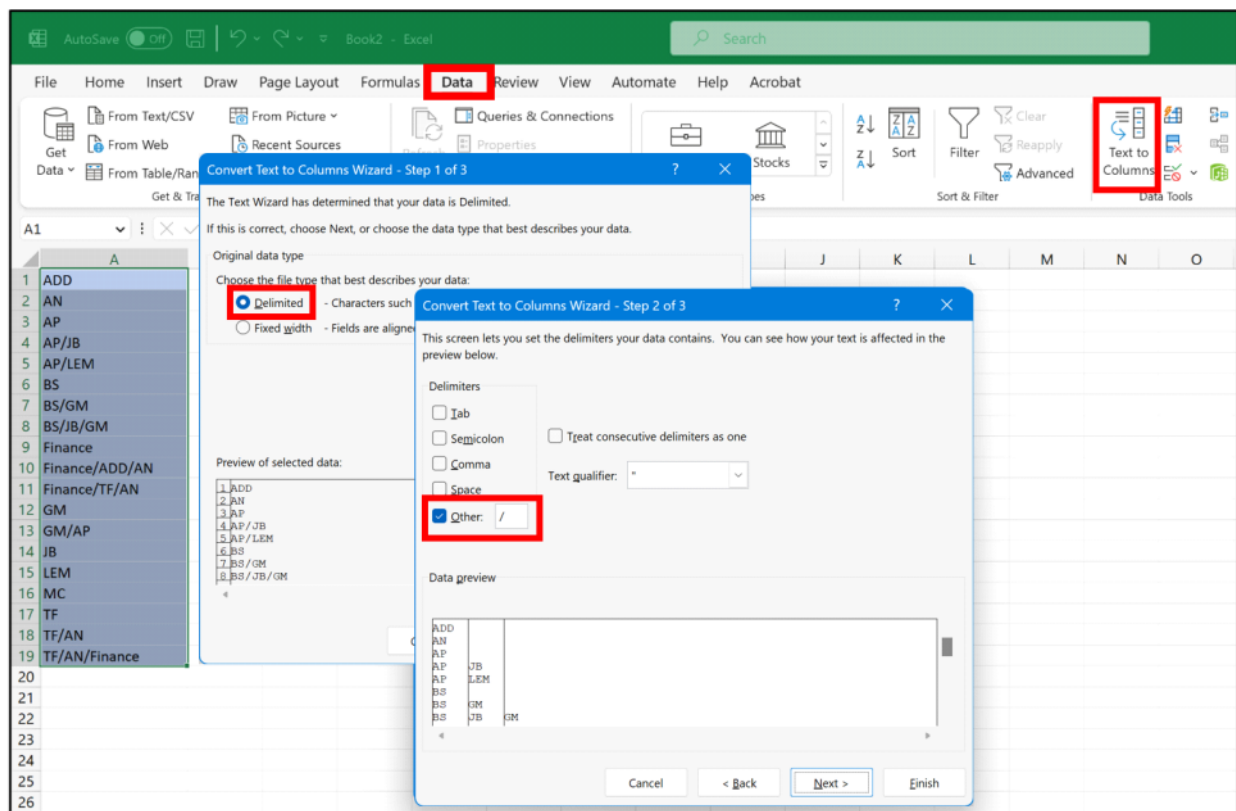 AutoSave Off Book2 - Excel Search
File Home Insert Draw Page Layout Formulas Data Review View Automate Help Acrobat
From Text/CSV From Picture Queries & Connections Clear
Get Data From Web Recent Sources Properties Stocks Sort Filter Reapply Text to Columns
From Table/Ran Advanced
Get & Tra Sort & Filter Data Tools
A1
A J K L M N O
1 ADD
2 AN
3 AP
4 AP/JB
5 AP/LEM
6 BS
7 BS/GM
8 BS/JB/GM
9 Finance
10 Finance/ADD/AN
11 Finance/TF/AN
12 GM
13 GM/AP
14 JB
15 LEM
16 MC
17 TF
18 TF/AN
19 TF/AN/Finance
20
21
22
23
24
25
26
Convert Text to Columns Wizard - Step 1 of 3 ?
The Text Wizard has determined that your data is Delimited.
If this is correct, choose Next, or choose the data type that best describes your data.
Original data type
Choose the file type that best describes your data:
Delimited - Characters such
Fixed width - Fields are aligne
Preview of selected data:
1 ADD
2 AN
3 AP
4 AP/JB
5 AP/LEM
6 BS
7 BS/GM
8 BS/JB/GM
Convert Text to Columns Wizard - Step 2 of 3 ?
This screen lets you set the delimiters your data contains. You can see how your text is affected in the
preview below.
Delimiters
Tab
Semicolon
Comma
Space
Other: /
Treat consecutive delimiters as one
Text qualifier: "
Data preview
ADD
AN
AP
AP JB
AP LEM
BS
BS GM
BS JB GM
Cancel < Back Next > Finish